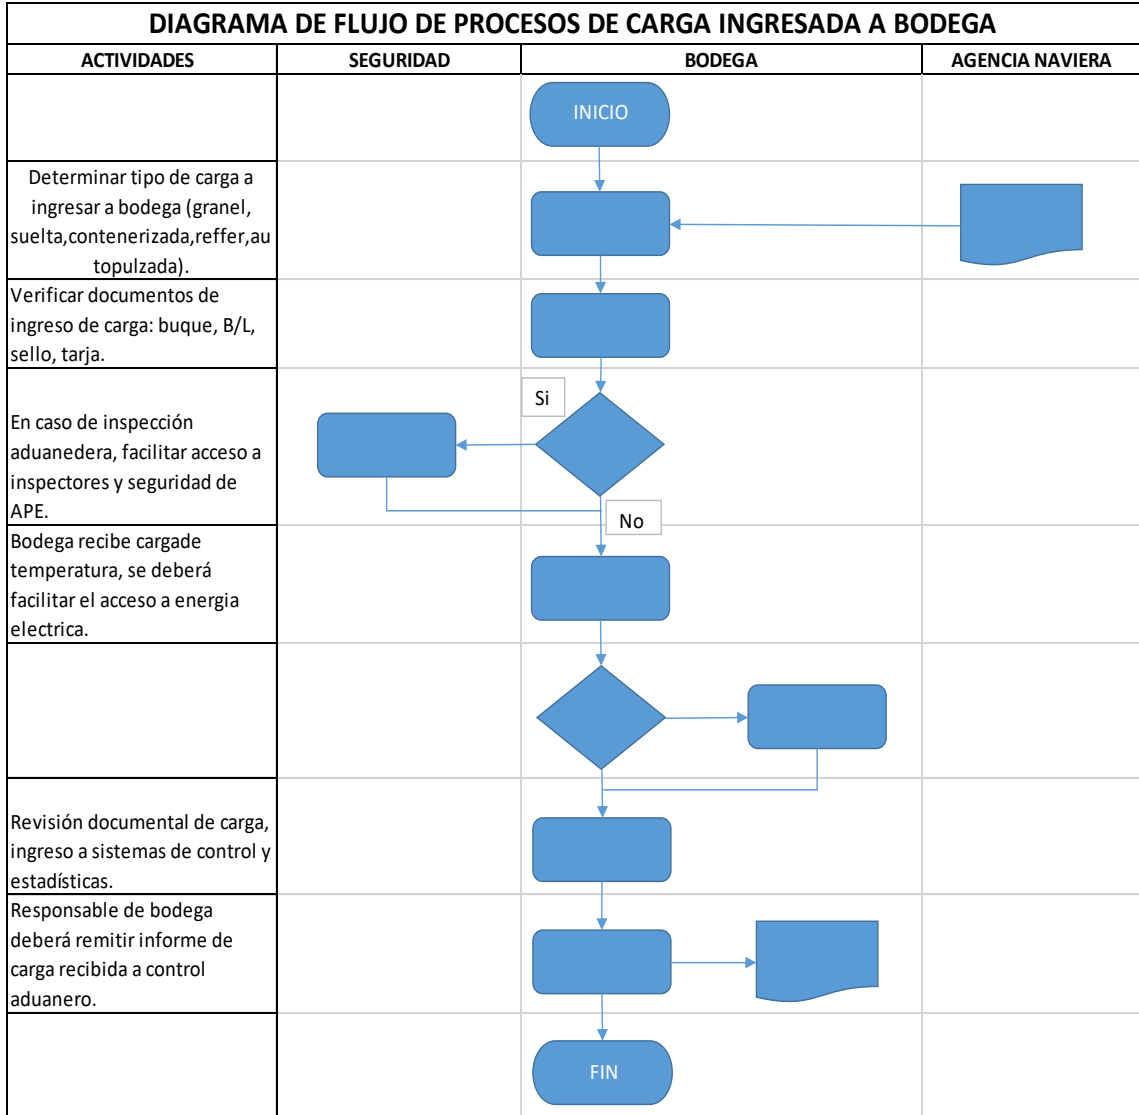 DIAGRAMA DE FLUJO DE PROCESOS DE CARGA INGRESADA A BODEGA
ACTIVIDADES
SEGURIDAD
BODEGA
AGENCIA NAVIERA
INICIO
Determinar tipo de carga a
ingresar a bodega (granel,
suelta,contenerizada,reffer,au
topulzada).
Verificar documentos de
ingreso de carga: buque, B/L,
sello, tarja.
Si
En caso de inspección
aduanedera, facilitar acceso a
inspectores y seguridad de
APE.
No
Bodega recibe cargade
temperatura, se deberá
facilitar el acceso a energia
electrica.
Revisión documental de carga,
ingreso a sistemas de control y
estadísticas.
Responsable de bodega
deberá remitir informe de
carga recibida a control
aduanero.
FIN